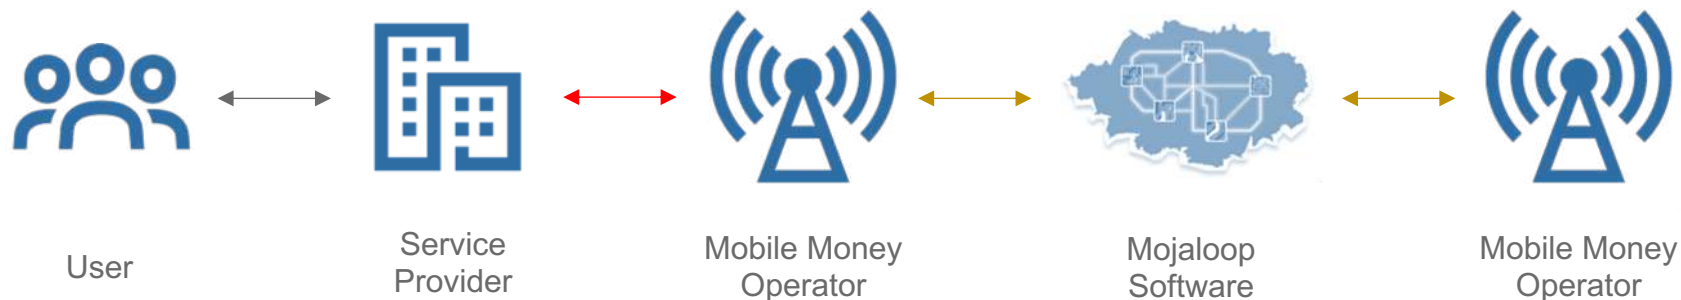 User
Service
Provider
Mobile Money
Operator
Mojaloop
Software
Mobile Money
Operator